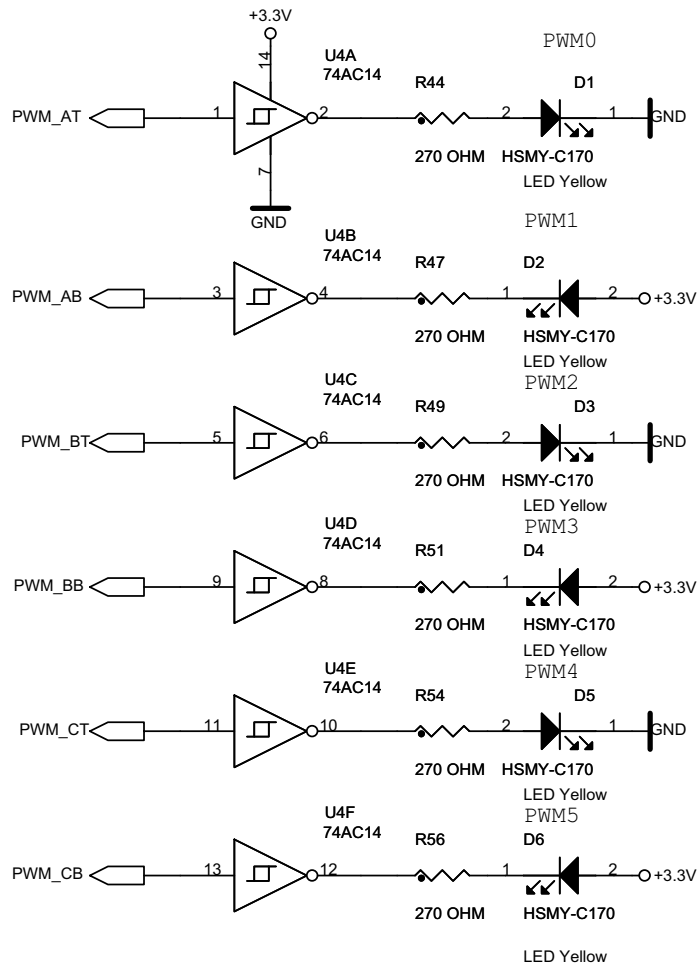 +3.3V
PWM0
U4A
74AC14
14
R44
D1
PWM_AT
1
2
2
1
GND
270 OHM
HSMY-C170
7
LED Yellow
GND
PWM1
U4B
74AC14
R47
D2
PWM_AB
3
4
1
2
+3.3V
270 OHM
HSMY-C170
LED Yellow
PWM2
U4C
74AC14
R49
D3
PWM_BT
5
6
2
1
GND
270 OHM
HSMY-C170
LED Yellow
PWM3
U4D
74AC14
R51
D4
PWM_BB
9
8
1
2
+3.3V
270 OHM
HSMY-C170
LED Yellow
PWM4
U4E
74AC14
R54
D5
PWM_CT
11
10
2
1
GND
270 OHM
HSMY-C170
LED Yellow
PWM5
U4F
74AC14
R56
D6
PWM_CB
13
12
1
2
+3.3V
270 OHM
HSMY-C170
LED Yellow